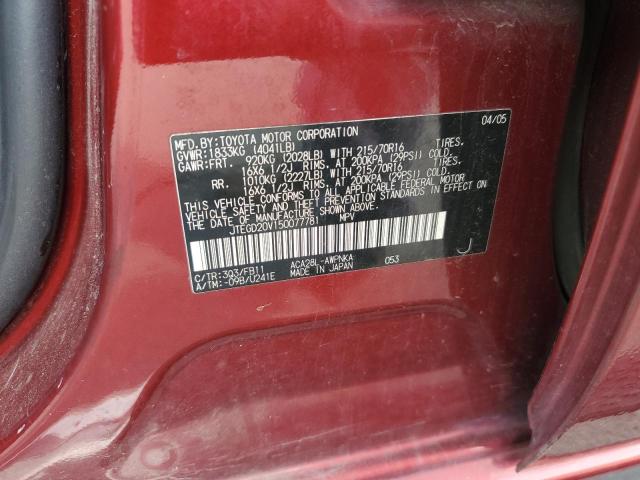 MFD. BY: TOYOTA MOTOR CORPORATION 04/05
GVWR: 1833KG (4041LB)
GAWR: FRT. 920KG (2028LB) WITH 215/70R16 TIRES,
16X6 1/2J RIMS, AT 200KPA (29PSI) COLD.
RR. 1010KG (2227LB) WITH 215/70R16 TIRES,
16X6 1/2J RIMS, AT 200KPA (29PSI) COLD.
THIS VEHICLE CONFORMS TO ALL APPLICABLE FEDERAL MOTOR
VEHICLE SAFETY AND THEFT PREVENTION STANDARDS IN EFFECT ON
THE DATE OF MANUFACTURE SHOWN ABOVE.
JTEGD20V150077781 MPV
C/TR: 3Q3/FB11 ACA28L-AWPNKA 053 J
A/TM: -09B/U241E MADE IN JAPAN